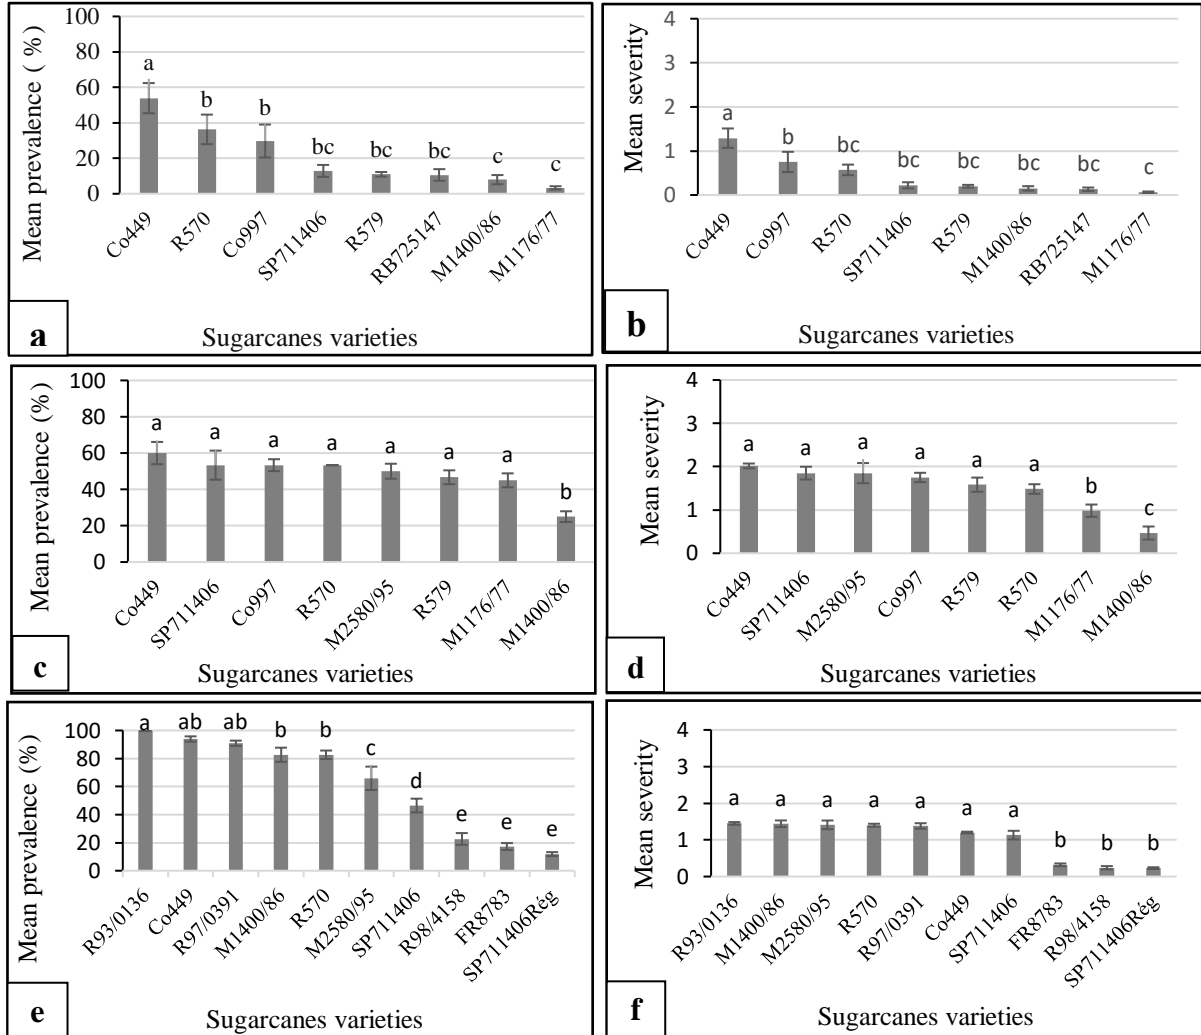 Mean prevalence ( %)
100
80
60
40
20
0
a
b
b
bc
bc
bc
c
c
Co449
R570
Co997
SP711406
R579
RB725147
M1400/86
M1176/77
Sugarcanes varieties
a
Mean severity
4
3
2
1
0
a
b
bc
bc
bc
bc
bc
c
Co449
Co997
R570
SP711406
R579
M1400/86
RB725147
M1176/77
Sugarcanes varieties
b
Mean prevalence (%)
100
80
60
40
20
0
a
a
a
a
a
a
a
b
Co449
SP711406
Co997
R570
M2580/95
R579
M1176/77
M1400/86
Sugarcanes varieties
c
Mean severity
4
3
2
1
0
a
a
a
a
a
a
b
c
Co449
SP711406
M2580/95
Co997
R579
R570
M1176/77
M1400/86
Sugarcanes varieties
d
Mean prevalence (%)
100
80
60
40
20
0
a
ab
ab
b
b
c
d
e
e
e
R93/0136
Co449
R97/0391
M1400/86
R570
M2580/95
SP711406
R98/4158
FR8783
SP711406Rég
Sugarcanes varieties
e
Mean severity
4
3
2
1
0
a
a
a
a
a
a
a
b
b
b
R93/0136
M1400/86
M2580/95
R570
R97/0391
Co449
SP711406
FR8783
R98/4158
SP711406Rég
Sugarcanes varieties
f